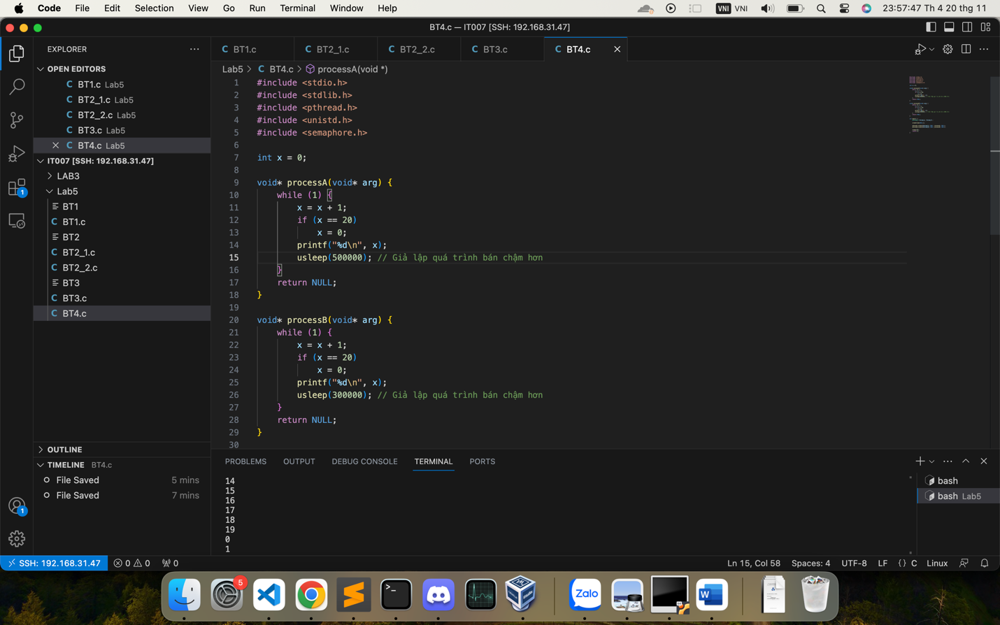 Code File Edit Selection View Go Run Terminal Window Help VNI VNI 23:57:47 Th 4 20 thg 11
BT4.c — IT007 [SSH: 192.168.31.47]
EXPLORER
OPEN EDITORS
C BT1.c Lab5
C BT2_1.c Lab5
C BT2_2.c Lab5
C BT3.c Lab5
C BT4.c Lab5
IT007 [SSH: 192.168.31.47]
LAB3
Lab5
BT1
C BT1.c
BT2
C BT2_1.c
C BT2_2.c
BT3
C BT3.c
C BT4.c
OUTLINE
TIMELINE BT4.c
File Saved 5 mins
File Saved 7 mins
1
1
C BT1.c C BT2_1.c C BT2_2.c C BT3.c C BT4.c
Lab5 > C BT4.c > processA(void *)
1 #include <stdio.h>
2 #include <stdlib.h>
3 #include <pthread.h>
4 #include <unistd.h>
5 #include <semaphore.h>
6
7 int x = 0;
8
9 void* processA(void* arg) {
10 while (1) {
11 x = x + 1;
12 if (x == 20)
13 x = 0;
14 printf("%d\n", x);
15 usleep(500000); // Giả lập quá trình bán chậm hơn
16 }
17 return NULL;
18 }
19
20 void* processB(void* arg) {
21 while (1) {
22 x = x + 1;
23 if (x == 20)
24 x = 0;
25 printf("%d\n", x);
26 usleep(300000); // Giả lập quá trình bán chậm hơn
27 }
28 return NULL;
29 }
30
PROBLEMS OUTPUT DEBUG CONSOLE TERMINAL PORTS
14
15
16
17
18
19
0
1
bash
bash Lab5
SSH: 192.168.31.47 0 0 0 Ln 15, Col 58 Spaces: 4 UTF-8 LF {} C Linux
5
Zalo
W